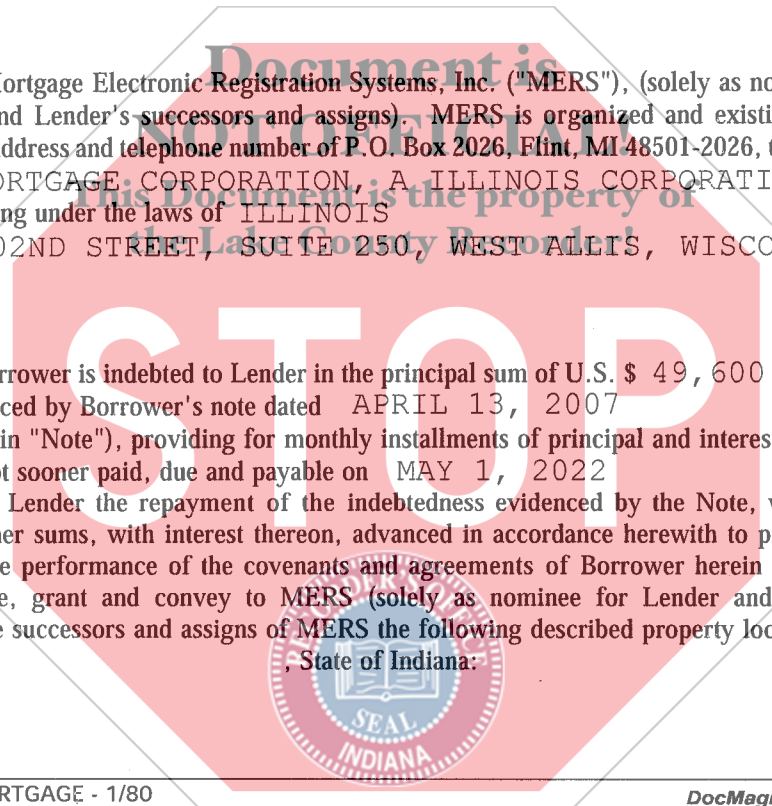 Document is
ortgage Electronic Registration Systems, Inc. ("MERS"), (solely as no
nd Lender's successors and assigns). MERS is organized and existi
NOT OFFICIAL!
ddress and telephone number of P.O. Box 2026, Flint, MI 48501-2026, t
ORTGAGE CORPORATION, A ILLINOIS CORPORATI
This Document is the property of
ng under the laws of ILLINOIS
the Lake County Recorder!
02ND STREET, SUITE 250, WEST ALLIS, WISCO
STOP
rrower is indebted to Lender in the principal sum of U.S. $ 49,600
ced by Borrower's note dated APRIL 13, 2007
in "Note"), providing for monthly installments of principal and interes
t sooner paid, due and payable on MAY 1, 2022
Lender the repayment of the indebtedness evidenced by the Note, w
er sums, with interest thereon, advanced in accordance herewith to p
e performance of the covenants and agreements of Borrower herein
e, grant and convey to MERS (solely as nominee for Lender and
e successors and assigns of MERS the following described property loc
, State of Indiana:
SEAL
INDIANA
RTGAGE - 1/80
DocMag